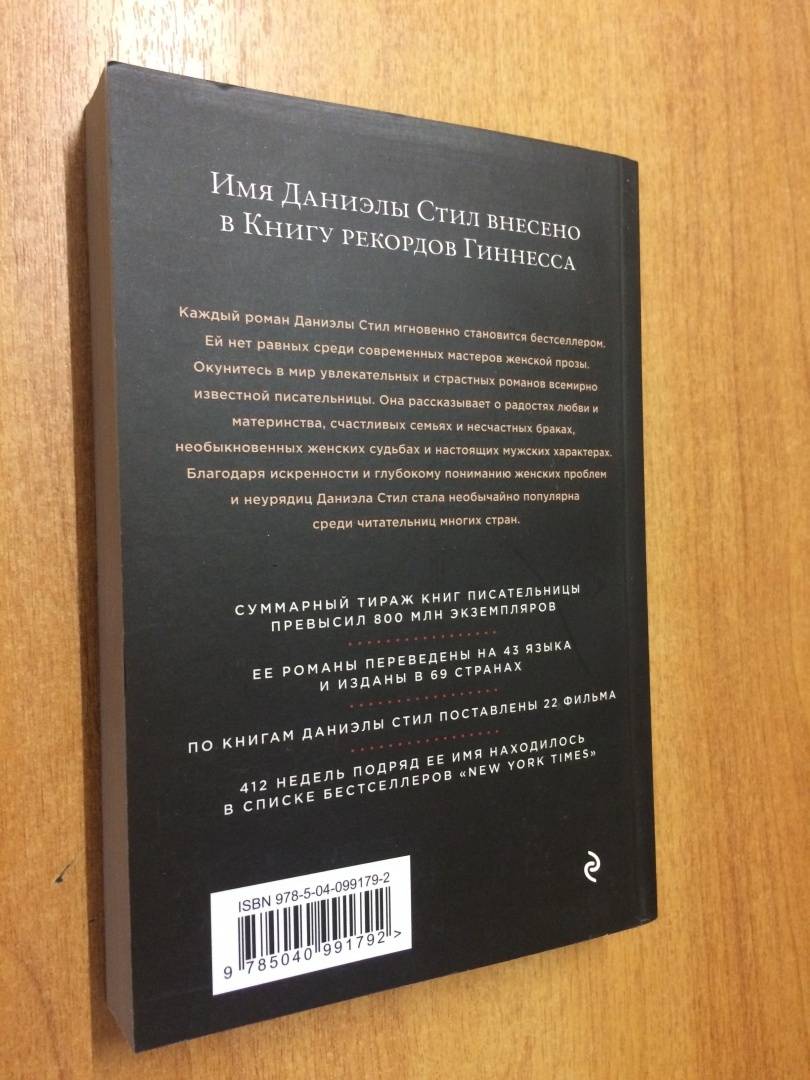 Имя Даниэлы Стил внесено
в Книгу рекордов Гиннесса
Каждый роман Даниэлы Стил мгновенно становится бестселлером.
Ей нет равных среди современных мастеров женской прозы.
Окунитесь в мир увлекательных и страстных романов всемирно
известной писательницы. Она рассказывает о радостях любви и
материнства, счастливых семьях и несчастных браках,
необыкновенных женских судьбах и настоящих мужских характерах.
Благодаря искренности и глубокому пониманию женских проблем
и неурядиц Даниэла Стил стала необычайно популярна
среди читательниц многих стран.
СУММАРНЫЙ ТИРАЖ КНИГ ПИСАТЕЛЬНИЦЫ
ПРЕВЫСИЛ 800 МЛН ЭКЗЕМПЛЯРОВ
ЕЕ РОМАНЫ ПЕРЕВЕДЕНЫ НА 43 ЯЗЫКА
И ИЗДАНЫ В 69 СТРАНАХ
ПО КНИГАМ ДАНИЭЛЫ СТИЛ ПОСТАВЛЕНЫ 22 ФИЛЬМА
412 НЕДЕЛЬ ПОДРЯД ЕЕ ИМЯ НАХОДИЛОСЬ
В СПИСКЕ БЕСТСЕЛЛЕРОВ «NEW YORK TIMES»
ISBN 978-5-04-099179-2
9 785040 991792 >